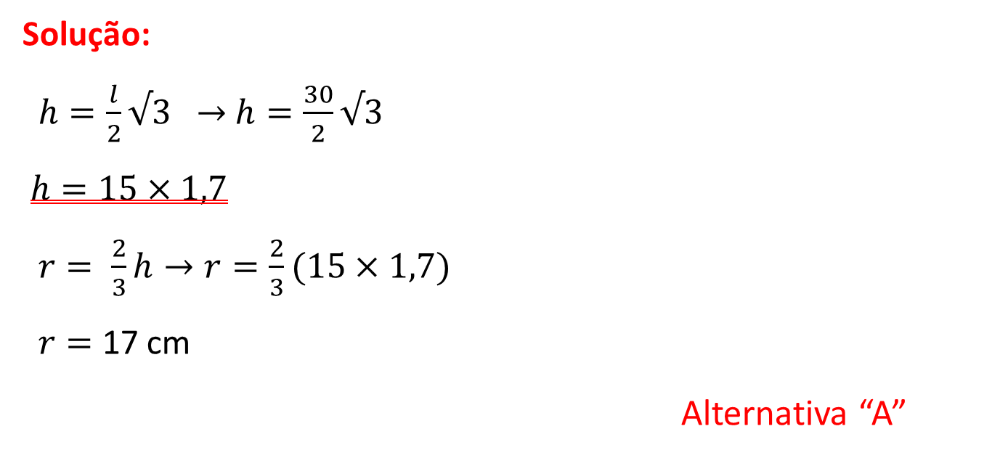 Solução:
h = l/2 √3 → h = 30/2 √3
h = 15 × 1,7
r = 2/3 h → r = 2/3 (15 × 1,7)
r = 17 cm
Alternativa “A”